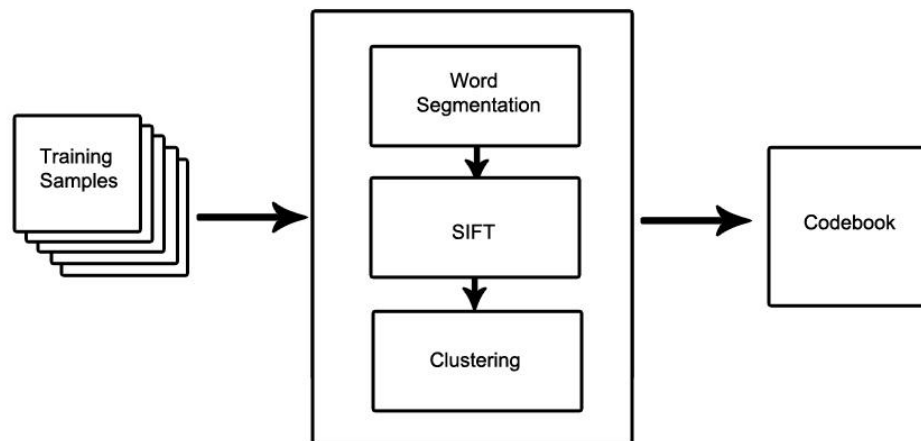 Training
Samples
Word
Segmentation
SIFT
Clustering
Codebook